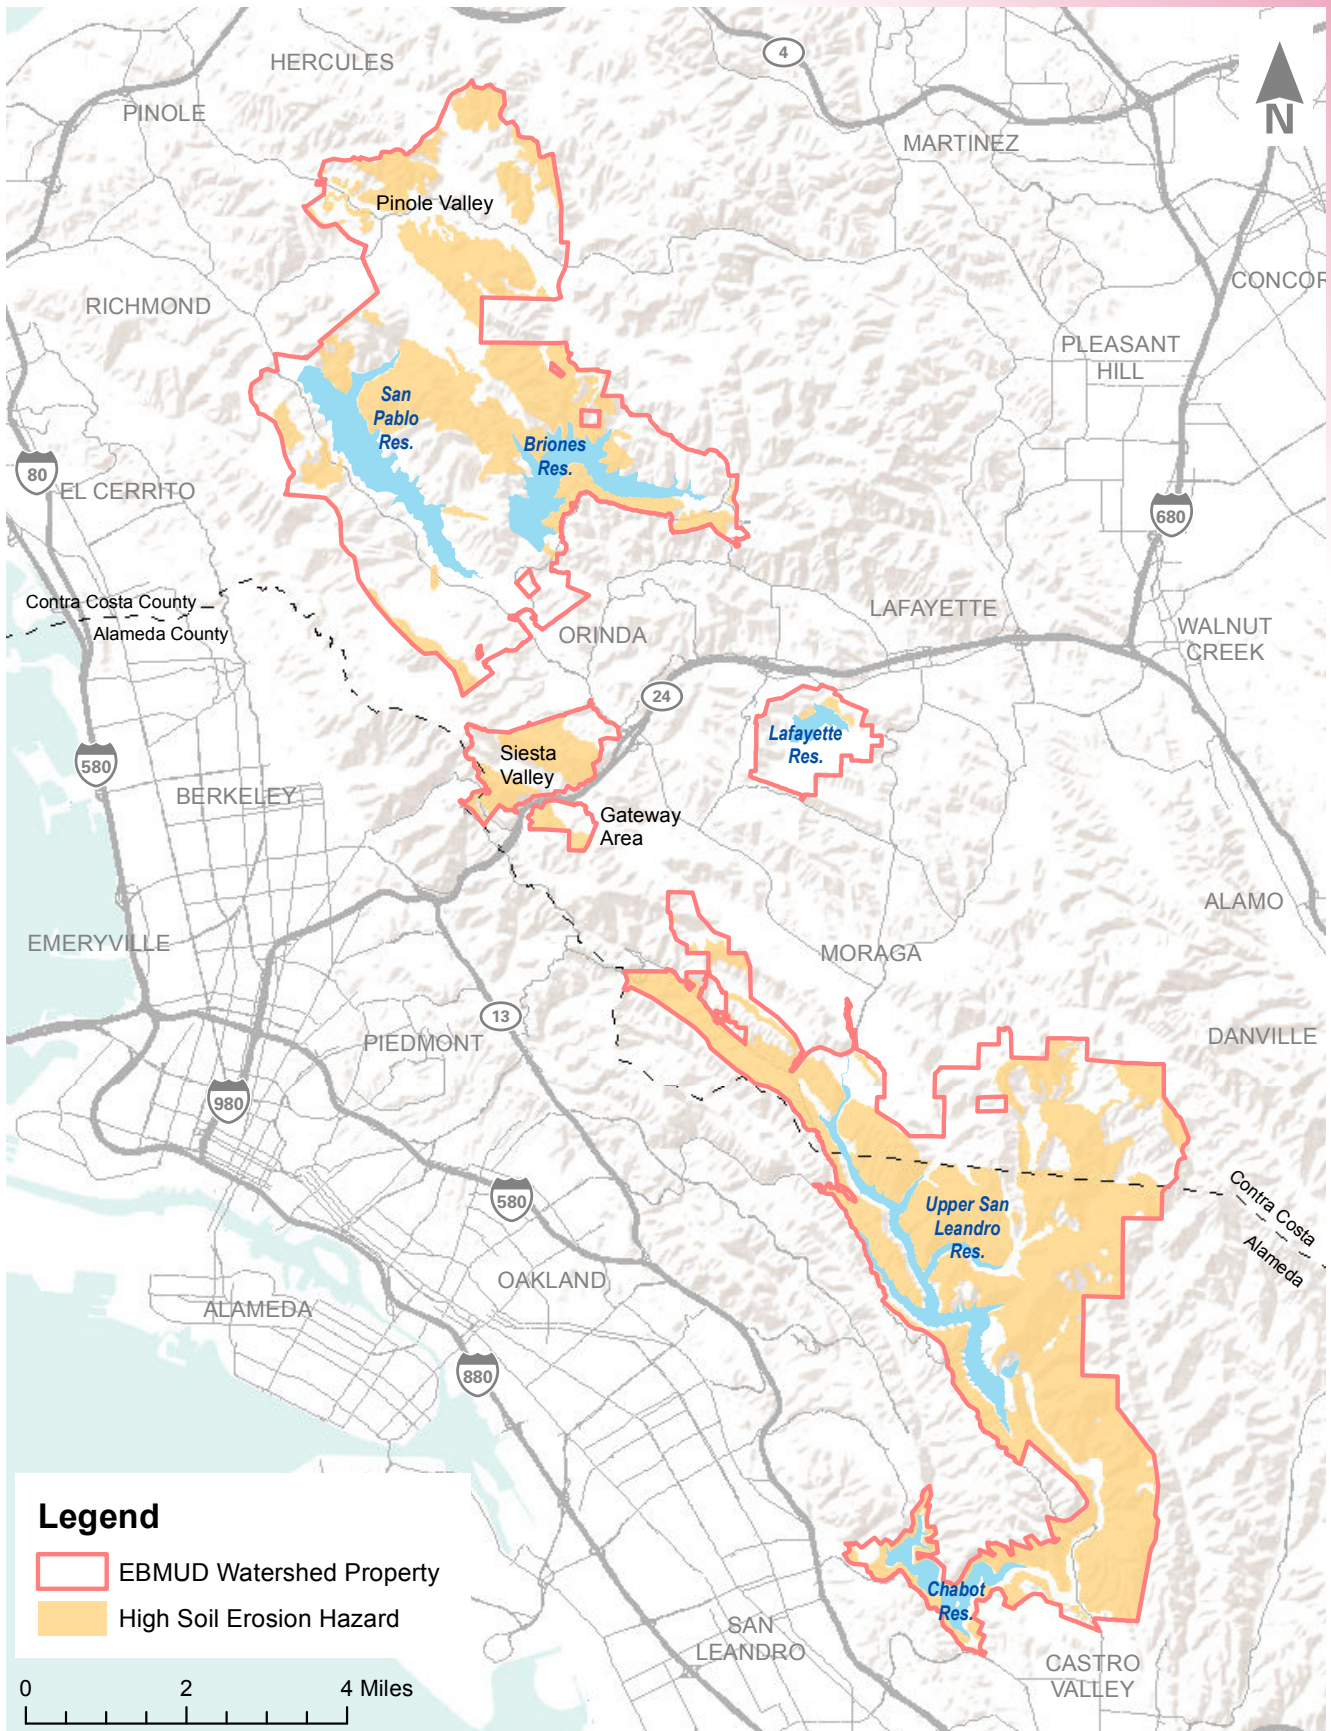 HERCULES
4
PINOLE
MARTINEZ
N
Pinole Valley
CONCOR
RICHMOND
PLEASANT
HILL
San
Pablo
Res.
Briones
Res.
80
EL CERRITO
680
Contra Costa County
Alameda County
ORINDA
LAFAYETTE
WALNUT
CREEK
24
Lafayette
Res.
Siesta
Valley
580
BERKELEY
Gateway
Area
ALAMO
EMERYVILLE
MORAGA
13
PIEDMONT
DANVILLE
980
Contra Costa
Alameda
580
Upper San
Leandro
Res.
OAKLAND
ALAMEDA
880
Legend
EBMUD Watershed Property
High Soil Erosion Hazard
Chabot
Res.
SAN
LEANDRO
CASTRO
VALLEY
0 2 4 Miles